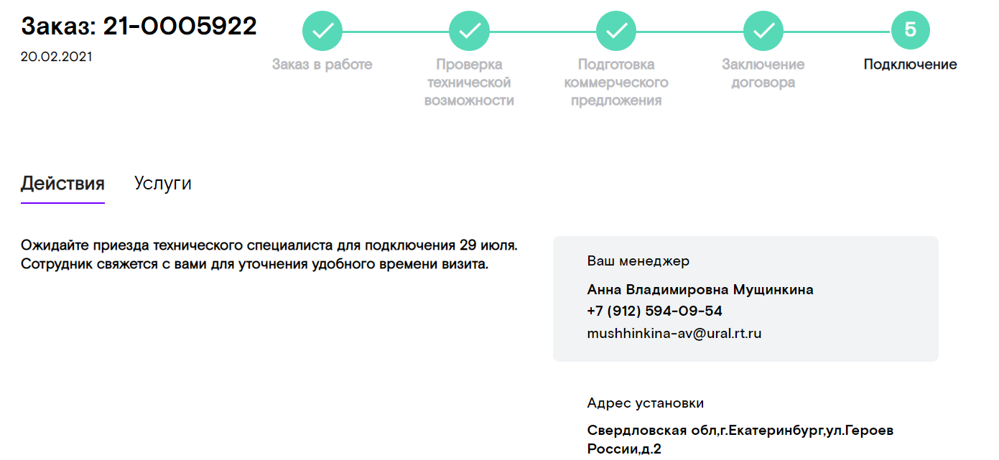 Заказ: 21-0005922
20.02.2021
5
Заказ в работе
Проверка
технической
возможности
Подготовка
коммерческого
предложения
Заключение
договора
Подключение
Действия
Услуги
Ожидайте приезда технического специалиста для подключения 29 июля.
Сотрудник свяжется с вами для уточнения удобного времени визита.
Ваш менеджер
Анна Владимировна Мущинкина
+7 (912) 594-09-54
mushhinkina-av@ural.rt.ru
Адрес установки
Свердловская обл,г.Екатеринбург,ул.Героев
России,д.2